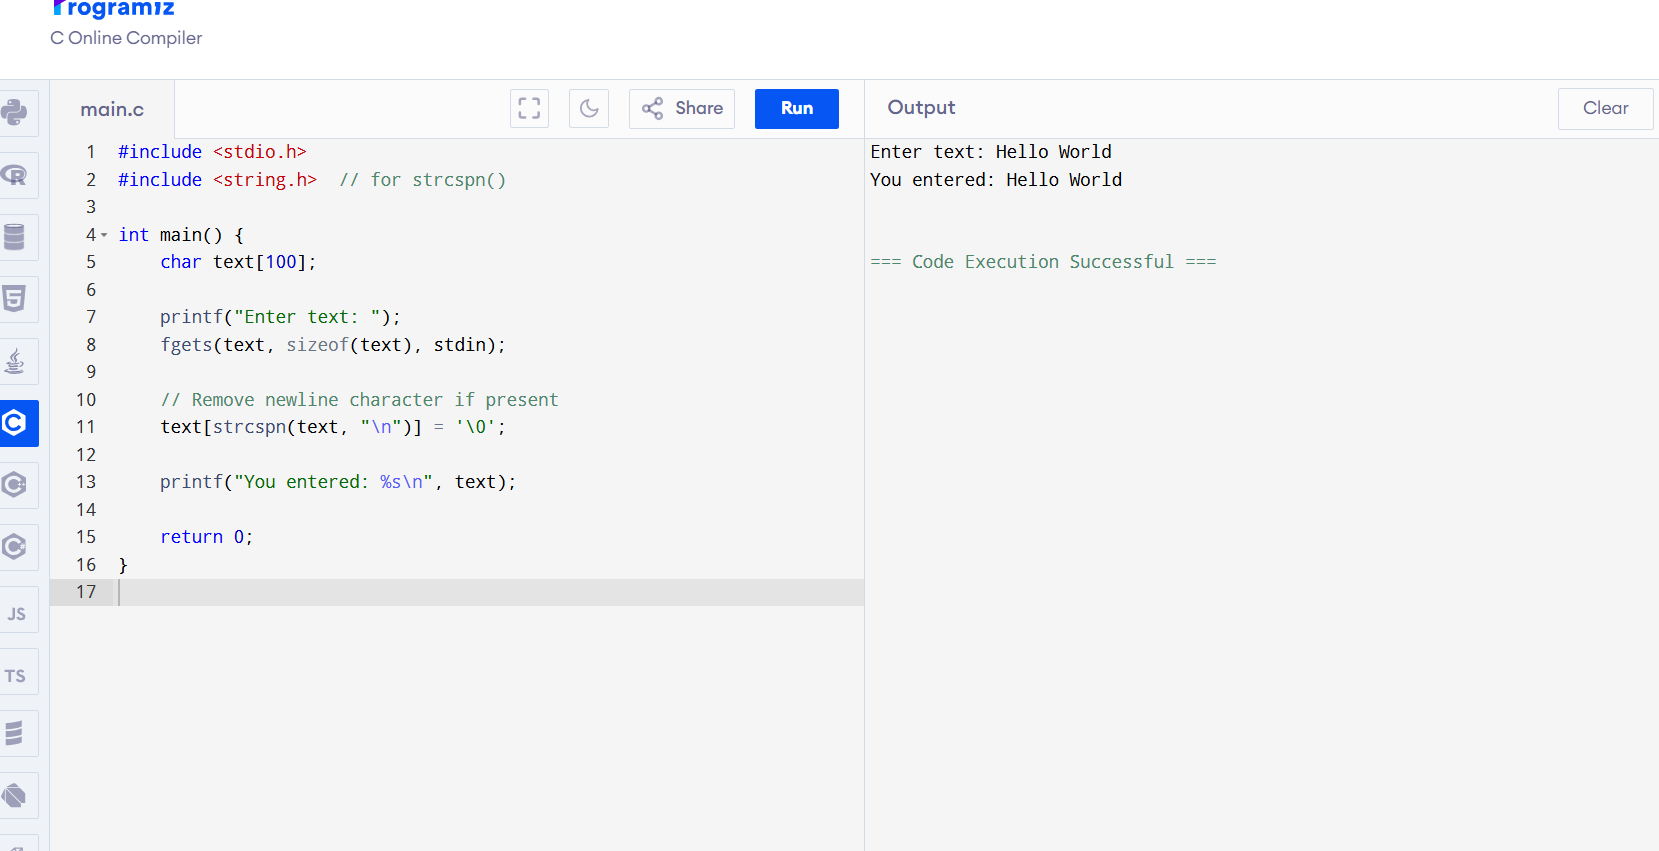 Programiz
C Online Compiler
main.c
Share
Run
Output
Clear
1 #include <stdio.h>
2 #include <string.h>  // for strcspn()
3
4 int main() {
5     char text[100];
6
7     printf("Enter text: ");
8     fgets(text, sizeof(text), stdin);
9
10     // Remove newline character if present
11     text[strcspn(text, "\n")] = '\0';
12
13     printf("You entered: %s\n", text);
14
15     return 0;
16 }
17
Enter text: Hello World
You entered: Hello World
=== Code Execution Successful ===
R
5
C
C
C
JS
TS